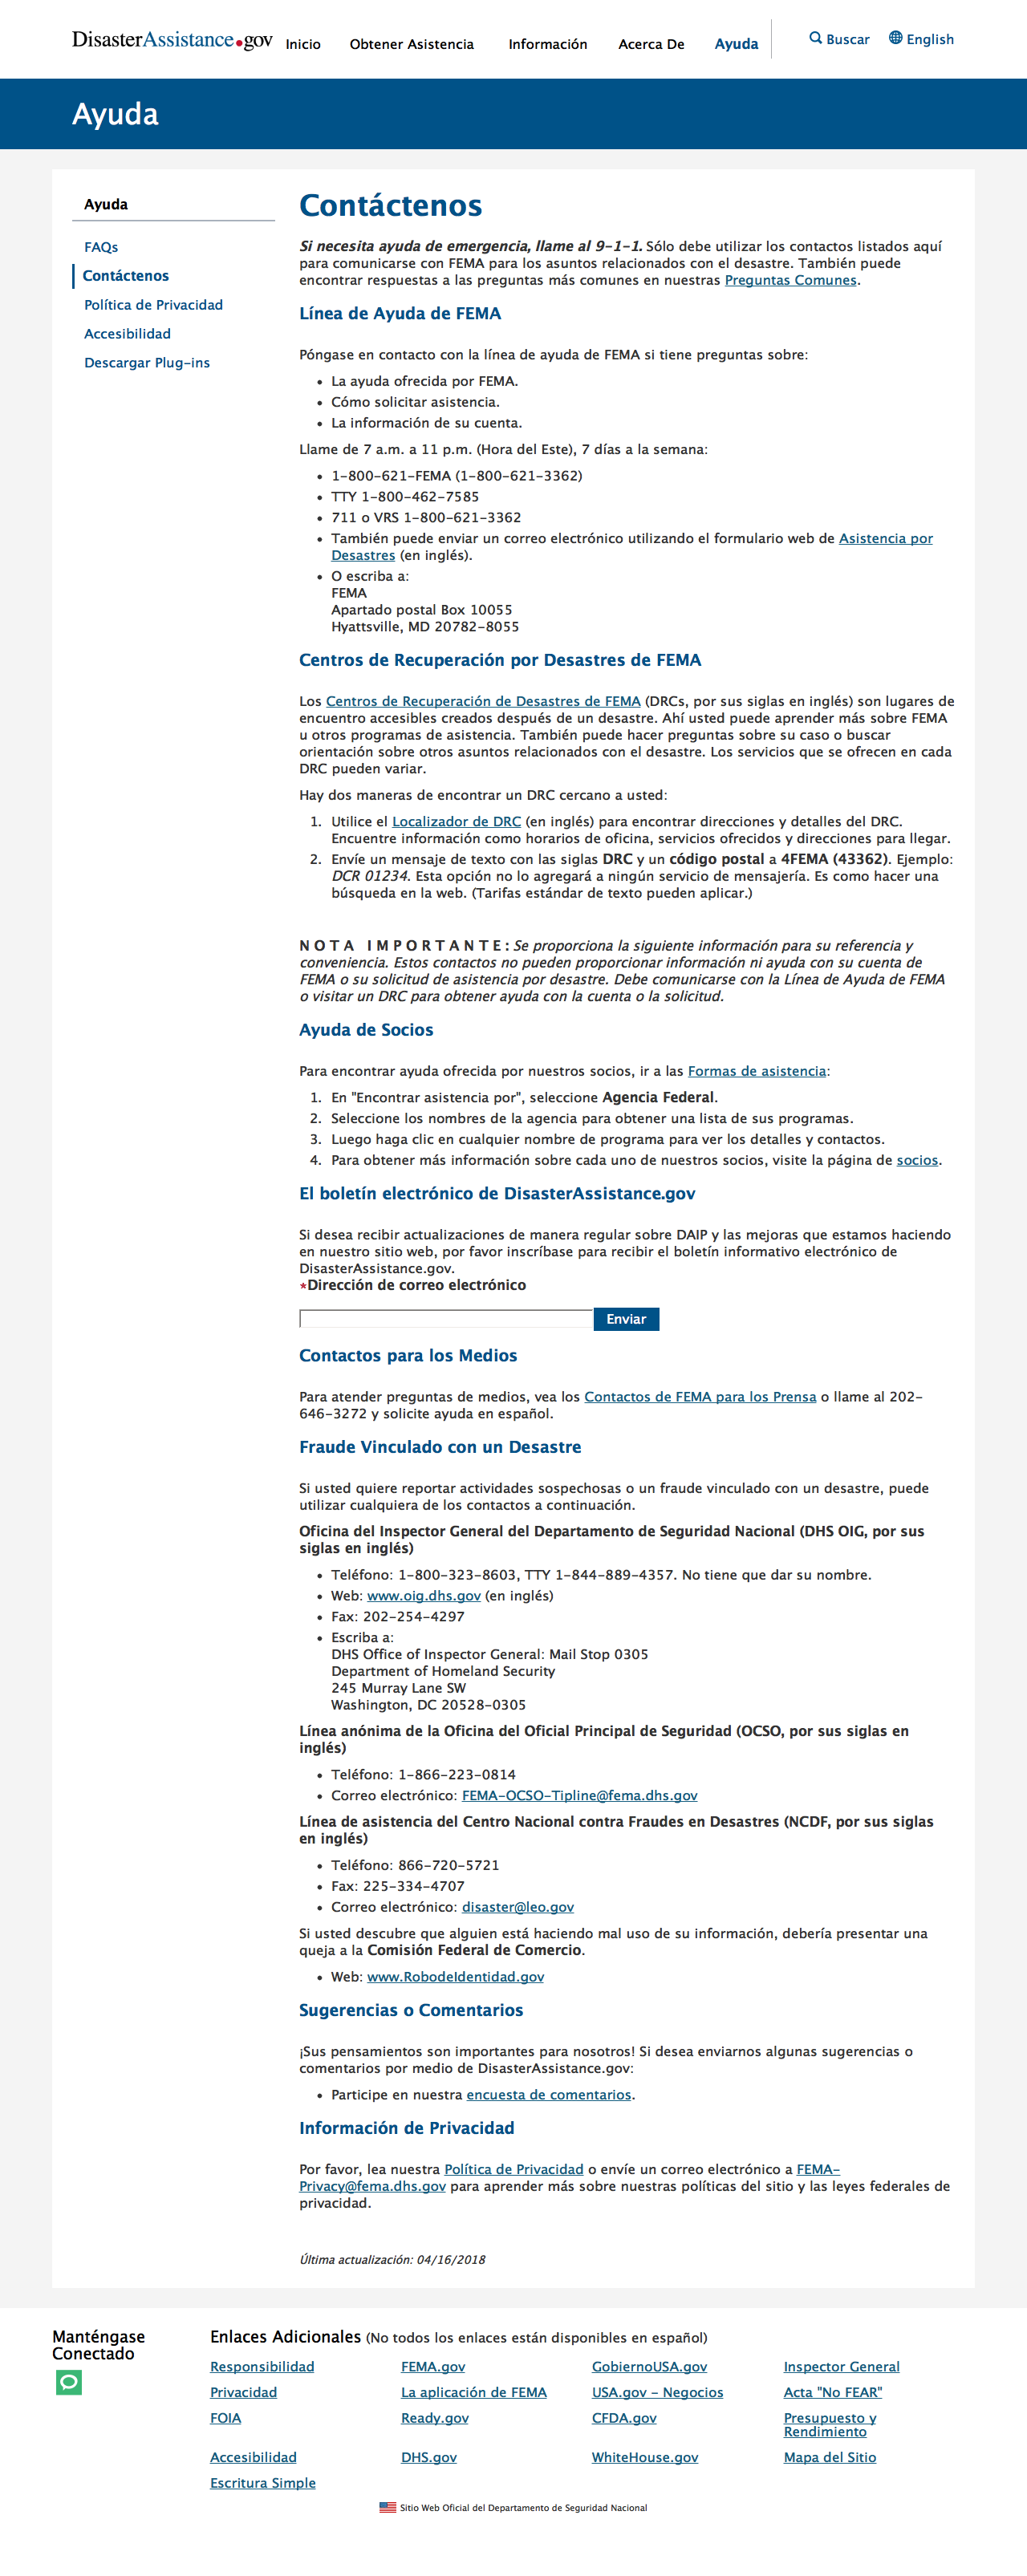 DisasterAssistance.gov
Inicio
Obtener Asistencia
Información
Acerca De
Ayuda
Buscar
English
Ayuda
Ayuda
FAQs
Contáctenos
Política de Privacidad
Accesibilidad
Descargar Plug-ins
Contáctenos
Si necesita ayuda de emergencia, llame al 9-1-1. Sólo debe utilizar los contactos listados aquí
para comunicarse con FEMA para los asuntos relacionados con el desastre. También puede
encontrar respuestas a las preguntas más comunes en nuestras Preguntas Comunes.
Línea de Ayuda de FEMA
Póngase en contacto con la línea de ayuda de FEMA si tiene preguntas sobre:
• La ayuda ofrecida por FEMA.
• Cómo solicitar asistencia.
• La información de su cuenta.
Llame de 7 a.m. a 11 p.m. (Hora del Este), 7 días a la semana:
• 1-800-621-FEMA (1-800-621-3362)
• TTY 1-800-462-7585
• 711 o VRS 1-800-621-3362
• También puede enviar un correo electrónico utilizando el formulario web de Asistencia por
Desastres (en inglés).
• O escriba a:
FEMA
Apartado postal Box 10055
Hyattsville, MD 20782-8055
Centros de Recuperación por Desastres de FEMA
Los Centros de Recuperación de Desastres de FEMA (DRCs, por sus siglas en inglés) son lugares de
encuentro accesibles creados después de un desastre. Ahí usted puede aprender más sobre FEMA
u otros programas de asistencia. También puede hacer preguntas sobre su caso o buscar
orientación sobre otros asuntos relacionados con el desastre. Los servicios que se ofrecen en cada
DRC pueden variar.
Hay dos maneras de encontrar un DRC cercano a usted:
1. Utilice el Localizador de DRC (en inglés) para encontrar direcciones y detalles del DRC.
Encuentre información como horarios de oficina, servicios ofrecidos y direcciones para llegar.
2. Envíe un mensaje de texto con las siglas DRC y un código postal a 4FEMA (43362). Ejemplo:
DCR 01234. Esta opción no lo agregará a ningún servicio de mensajería. Es como hacer una
búsqueda en la web. (Tarifas estándar de texto pueden aplicar.)
NOTA IMPORTANTE: Se proporciona la siguiente información para su referencia y
conveniencia. Estos contactos no pueden proporcionar información ni ayuda con su cuenta de
FEMA o su solicitud de asistencia por desastre. Debe comunicarse con la Línea de Ayuda de FEMA
o visitar un DRC para obtener ayuda con la cuenta o la solicitud.
Ayuda de Socios
Para encontrar ayuda ofrecida por nuestros socios, ir a las Formas de asistencia:
1. En "Encontrar asistencia por", seleccione Agencia Federal.
2. Seleccione los nombres de la agencia para obtener una lista de sus programas.
3. Luego haga clic en cualquier nombre de programa para ver los detalles y contactos.
4. Para obtener más información sobre cada uno de nuestros socios, visite la página de socios.
El boletín electrónico de DisasterAssistance.gov
Si desea recibir actualizaciones de manera regular sobre DAIP y las mejoras que estamos haciendo
en nuestro sitio web, por favor inscríbase para recibir el boletín informativo electrónico de
DisasterAssistance.gov.
*Dirección de correo electrónico
Enviar
Contactos para los Medios
Para atender preguntas de medios, vea los Contactos de FEMA para los Prensa o llame al 202-
646-3272 y solicite ayuda en español.
Fraude Vinculado con un Desastre
Si usted quiere reportar actividades sospechosas o un fraude vinculado con un desastre, puede
utilizar cualquiera de los contactos a continuación.
Oficina del Inspector General del Departamento de Seguridad Nacional (DHS OIG, por sus
siglas en inglés)
• Teléfono: 1-800-323-8603, TTY 1-844-889-4357. No tiene que dar su nombre.
• Web: www.oig.dhs.gov (en inglés)
• Fax: 202-254-4297
• Escriba a:
DHS Office of Inspector General: Mail Stop 0305
Department of Homeland Security
245 Murray Lane SW
Washington, DC 20528-0305
Línea anónima de la Oficina del Oficial Principal de Seguridad (OCSO, por sus siglas en
inglés)
• Teléfono: 1-866-223-0814
• Correo electrónico: FEMA-OCSO-Tipline@fema.dhs.gov
Línea de asistencia del Centro Nacional contra Fraudes en Desastres (NCDF, por sus siglas
en inglés)
• Teléfono: 866-720-5721
• Fax: 225-334-4707
• Correo electrónico: disaster@leo.gov
Si usted descubre que alguien está haciendo mal uso de su información, debería presentar una
queja a la Comisión Federal de Comercio.
• Web: www.RobodeIdentidad.gov
Sugerencias o Comentarios
¡Sus pensamientos son importantes para nosotros! Si desea enviarnos algunas sugerencias o
comentarios por medio de DisasterAssistance.gov:
• Participe en nuestra encuesta de comentarios.
Información de Privacidad
Por favor, lea nuestra Política de Privacidad o envíe un correo electrónico a FEMA-
Privacy@fema.dhs.gov para aprender más sobre nuestras políticas del sitio y las leyes federales de
privacidad.
Última actualización: 04/16/2018
Manténgase
Conectado
Enlaces Adicionales (No todos los enlaces están disponibles en español)
Responsibilidad
FEMA.gov
GobiernoUSA.gov
Inspector General
Privacidad
La aplicación de FEMA
USA.gov - Negocios
Acta "No FEAR"
FOIA
Ready.gov
CFDA.gov
Presupuesto y
Rendimiento
Accesibilidad
DHS.gov
WhiteHouse.gov
Mapa del Sitio
Escritura Simple
Sitio Web Oficial del Departamento de Seguridad Nacional